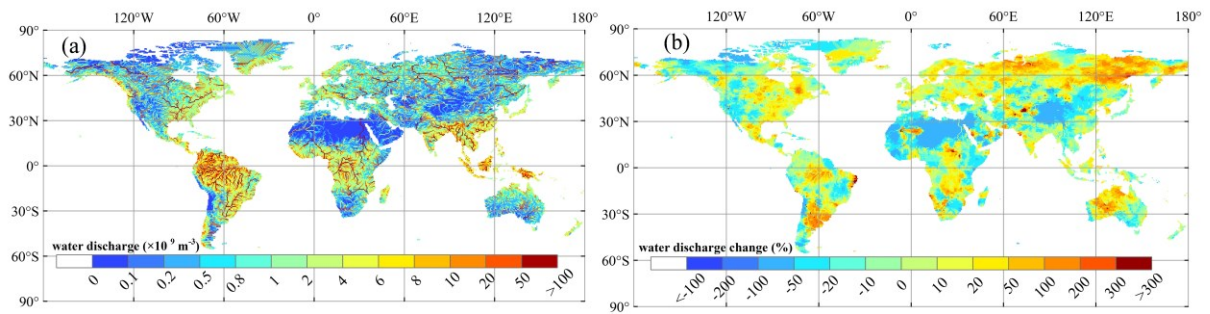 120°W 60°W 0° 60°E 120°E 180°
120°W 60°W 0° 60°E 120°E 180°
90°
(a)
60°N
30°N
0°
30°S
water discharge (×10⁹ m⁻³)
60°S
0 0.1 0.2 0.5 0.8 1 2 4 6 8 10 20 50 >100
90°
90°
(b)
60°N
30°N
0°
30°S
water discharge change (%)
60°S
<-100 -200 -100 -50 -20 -10 0 10 20 50 100 200 300 >300
90°